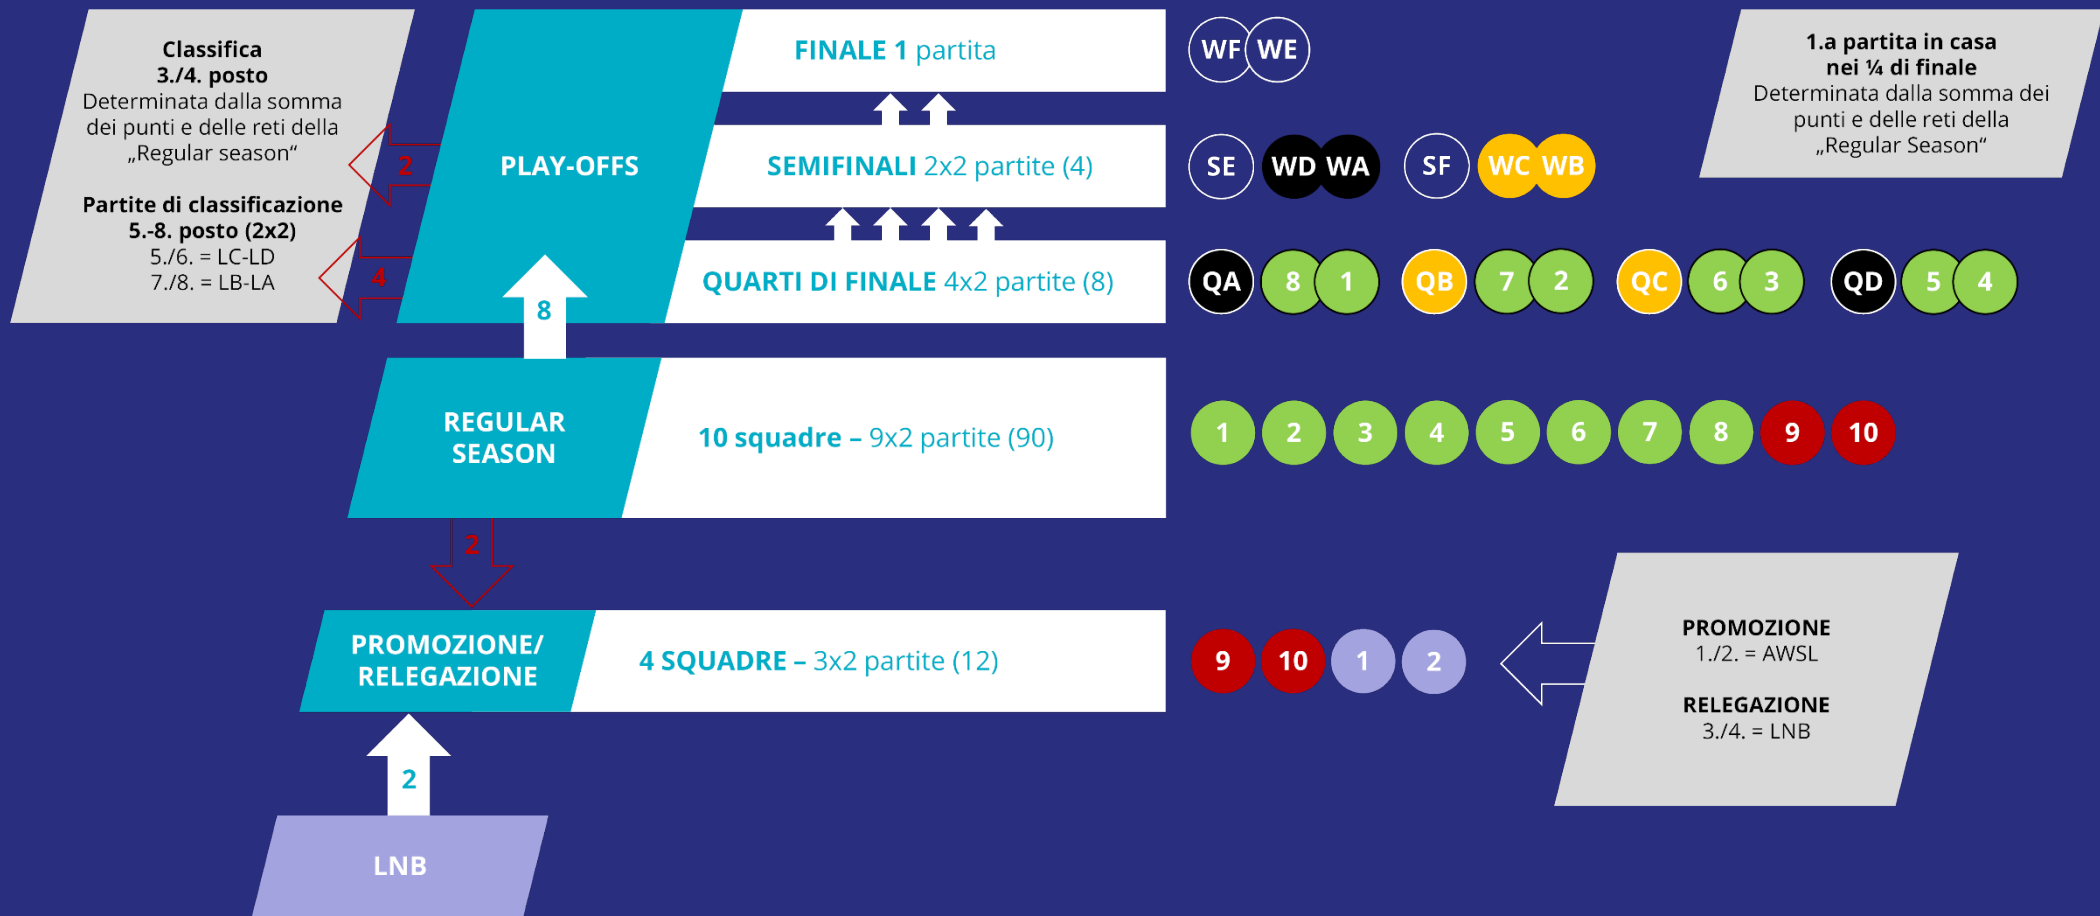 Classifica
3./4. posto
Determinata dalla somma
dei punti e delle reti della
„Regular season“
Partite di classificazione
5.-8. posto (2x2)
5./6. = LC-LD
7./8. = LB-LA
2
4
PLAY-OFFS
8
FINALE 1 partita
SEMIFINALI 2x2 partite (4)
QUARTI DI FINALE 4x2 partite (8)
WF WE
SE WD WA SF WC WB
QA 8 1 QB 7 2 QC 6 3 QD 5 4
1.a partita in casa
nei ¼ di finale
Determinata dalla somma dei
punti e delle reti della
„Regular Season“
REGULAR
SEASON
10 squadre – 9x2 partite (90)
1 2 3 4 5 6 7 8 9 10
2
PROMOZIONE/
RELEGAZIONE
4 SQUADRE – 3x2 partite (12)
9 10 1 2
PROMOZIONE
1./2. = AWSL
RELEGAZIONE
3./4. = LNB
2
LNB